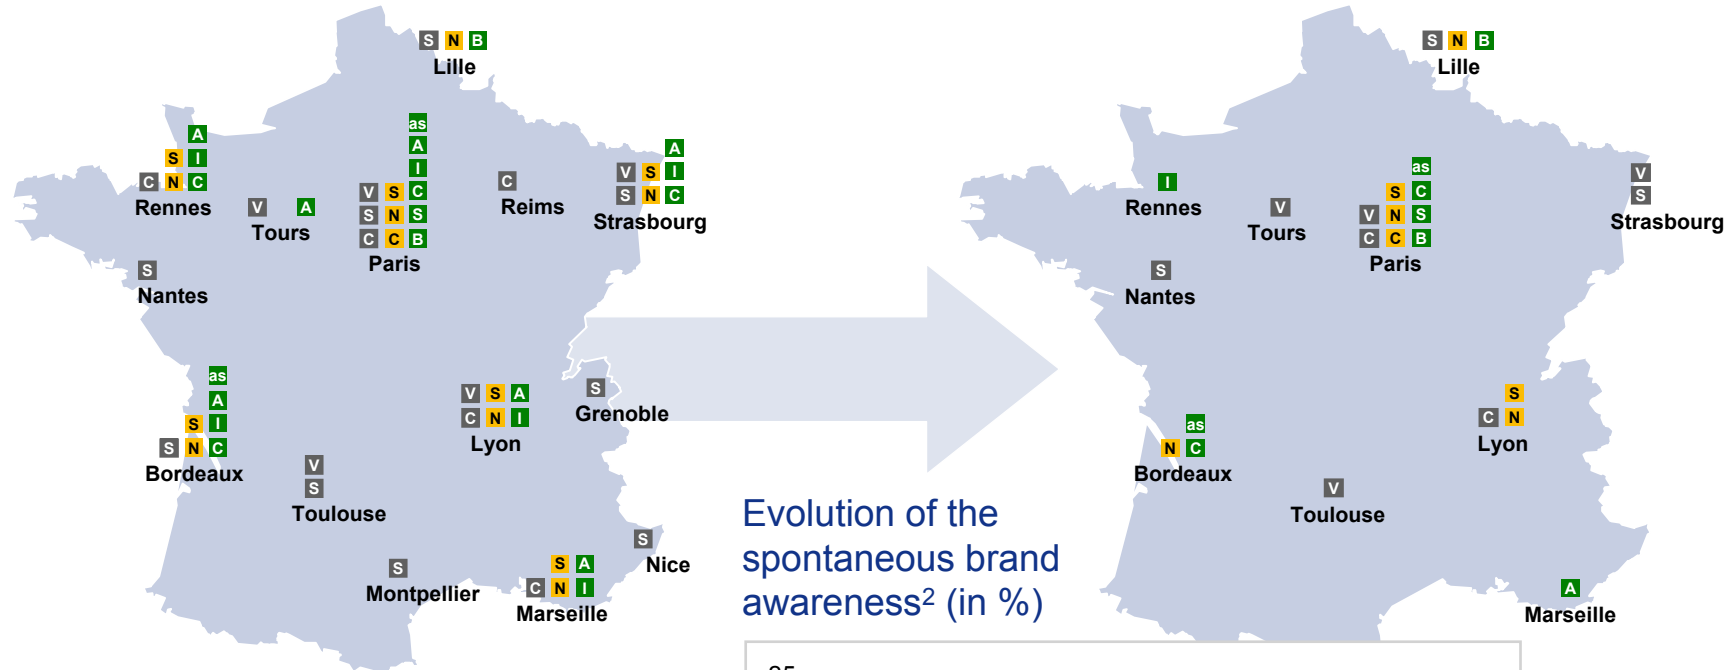 S N B
Lille
A
S I
C N C
Rennes
V A
Tours
as
A
I
V S C
S N S
C C B
Paris
C
Reims
A
V S I
S N C
Strasbourg
S
Nantes
as
A
S I
S N C
Bordeaux
V
S
Toulouse
V S A
C N I
Lyon
S
Grenoble
S
Montpellier
S A
C N I
Marseille
S
Nice
Evolution of the
spontaneous brand
awareness² (in %)
S N B
Lille
I
Rennes
V
Tours
as
S C
V N S
C C B
Paris
V
S
Strasbourg
S
Nantes
as
N C
Bordeaux
V
Toulouse
S
C N
Lyon
A
Marseille